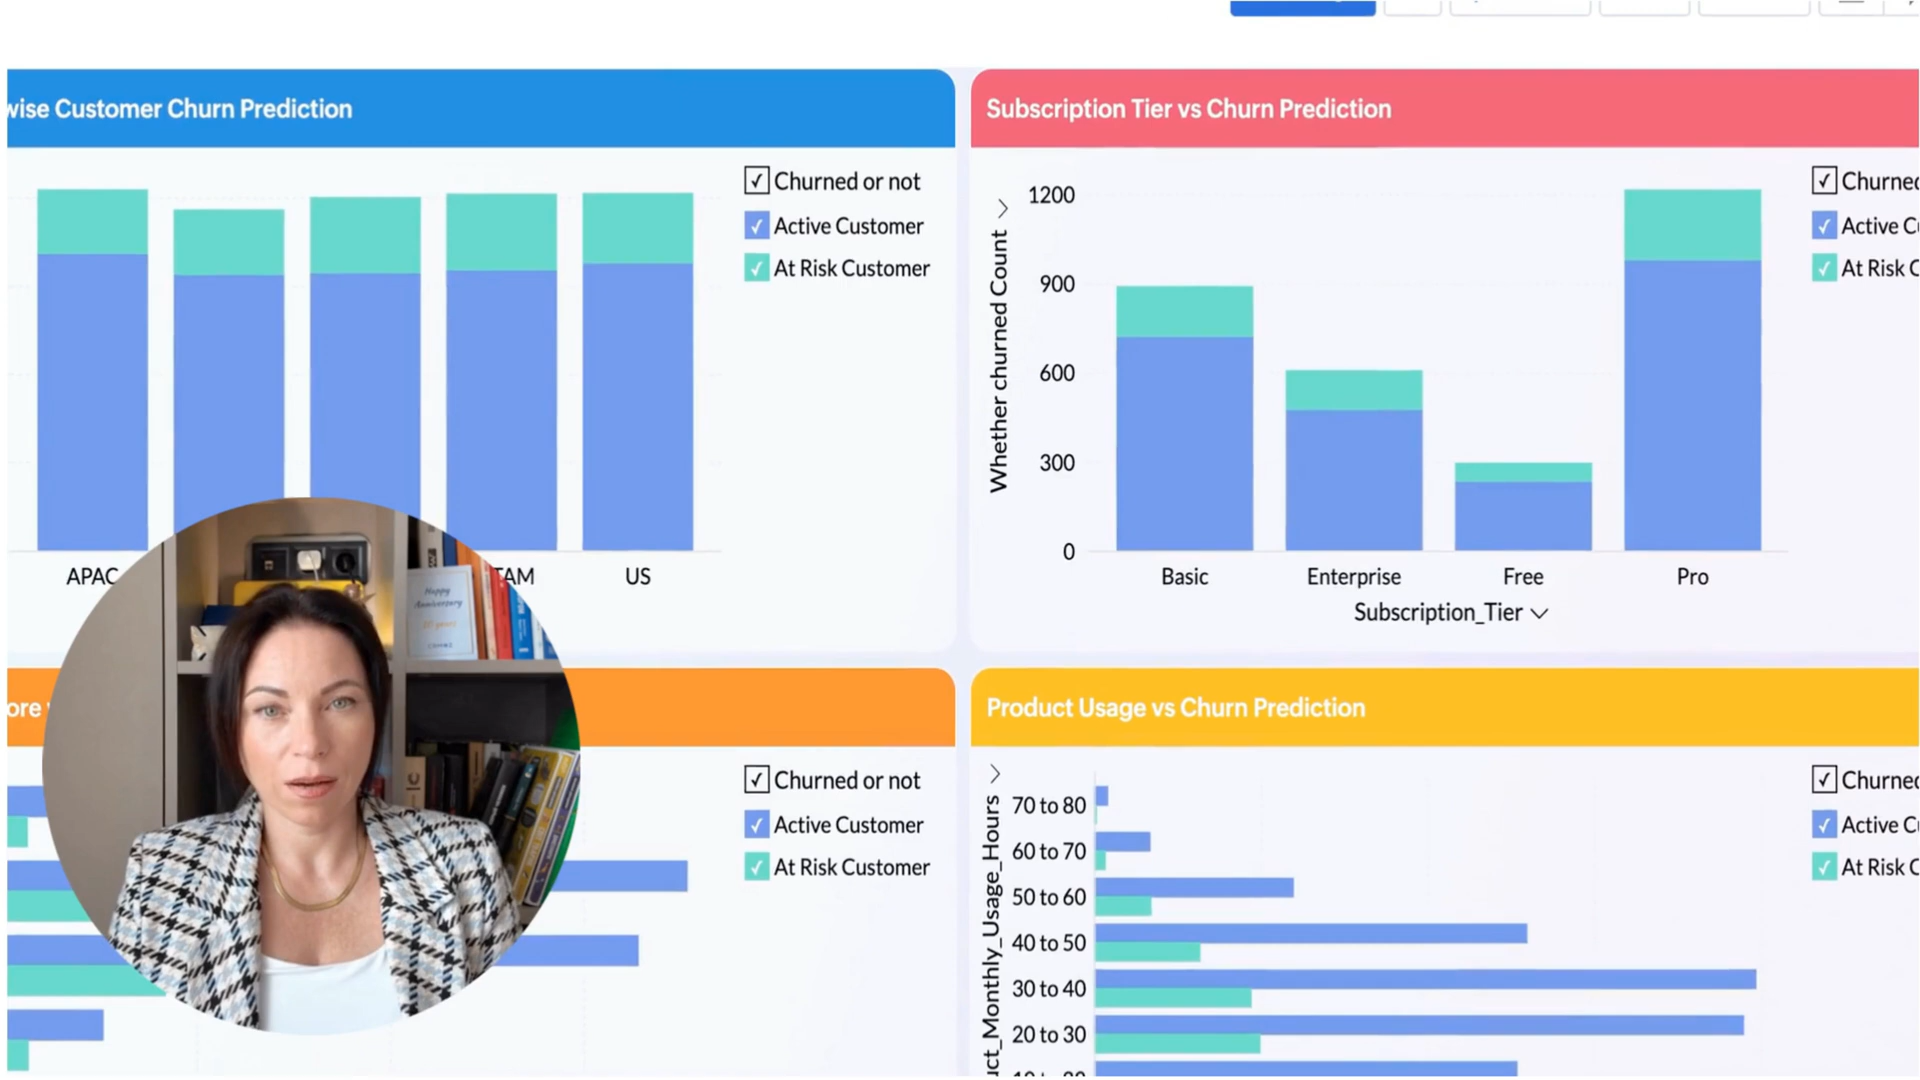 wise Customer Churn Prediction
Churned or not
Active Customer
At Risk Customer
APAC
TAM
US
Subscription Tier vs Churn Prediction
Churned
Active C
At Risk C
Whether churned Count
1200
900
600
300
0
Basic
Enterprise
Free
Pro
Subscription_Tier
ore
Churned or not
Active Customer
At Risk Customer
Happy
Anniversary
Product Usage vs Churn Prediction
Churned
Active C
At Risk C
uct_Monthly_Usage_Hours
70 to 80
60 to 70
50 to 60
40 to 50
30 to 40
20 to 30